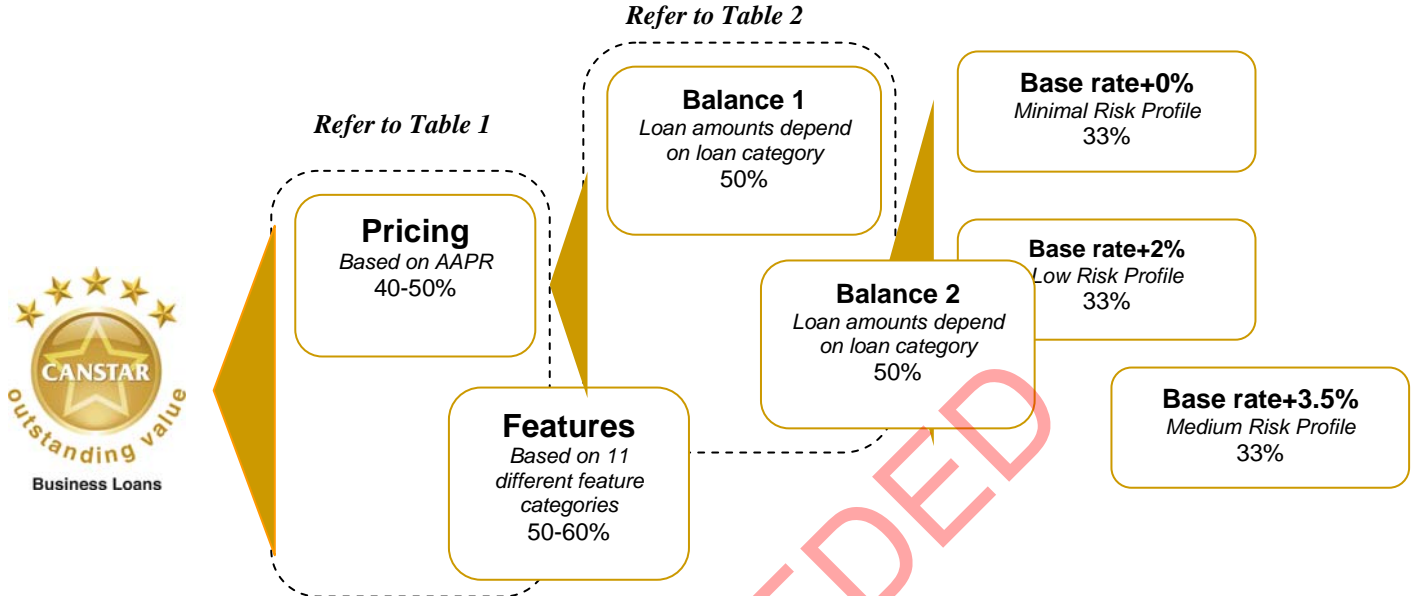 Refer to Table 2
Refer to Table 1
CANSTAR
outstanding value
Business Loans
Pricing
Based on AAPR
40-50%
Features
Based on 11
different feature
categories
50-60%
Balance 1
Loan amounts depend
on loan category
50%
Balance 2
Loan amounts depend
on loan category
50%
Base rate+0%
Minimal Risk Profile
33%
Base rate+2%
Low Risk Profile
33%
Base rate+3.5%
Medium Risk Profile
33%
EDED